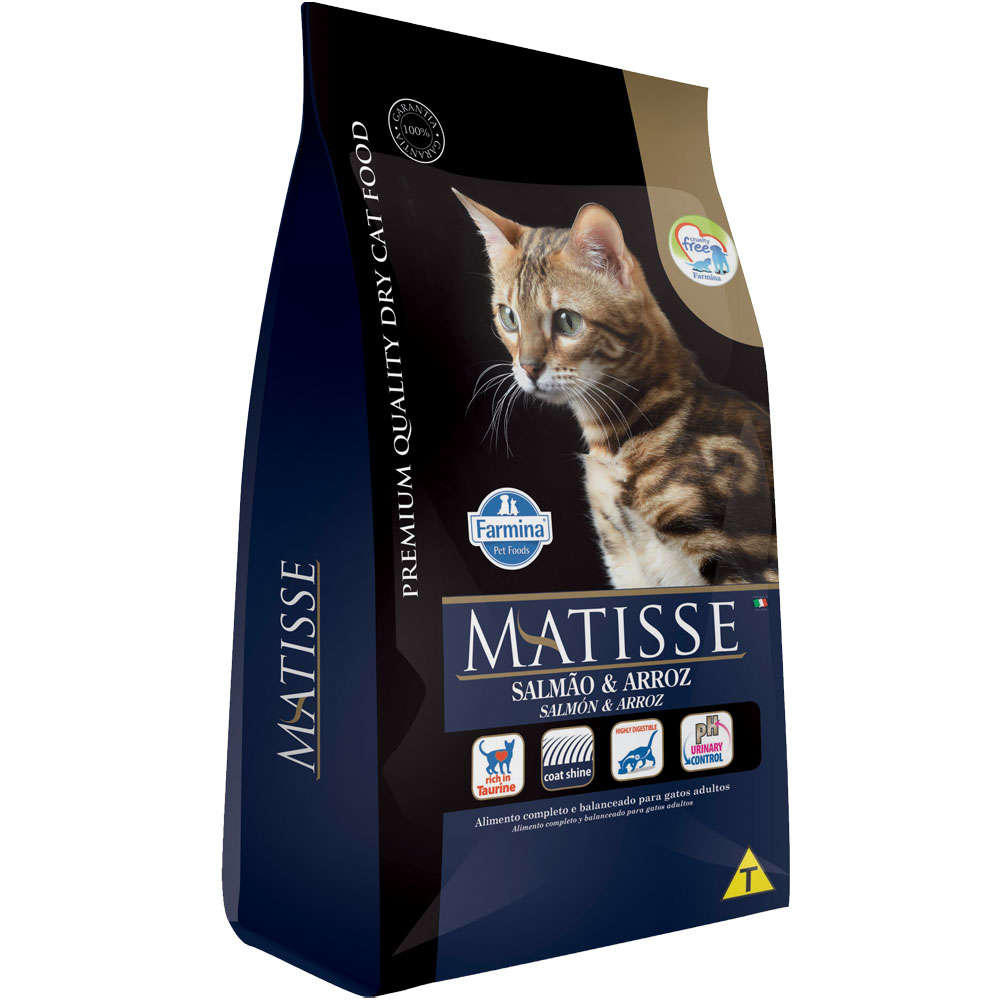 GARANTIA
100%
GARANTIA
PREMIUM QUALITY DRY CAT FOOD
cruelty
free
Farmina
Farmina®
Pet Foods
MATISSE
MATISSE
SALMÃO & ARROZ
SALMÓN & ARROZ
rich in
Taurine
coat shine
HIGHLY DIGESTIBLE
pH
URINARY
CONTROL
Alimento completo e balanceado para gatos adultos
Alimento completo y balanceado para gatos adultos
T